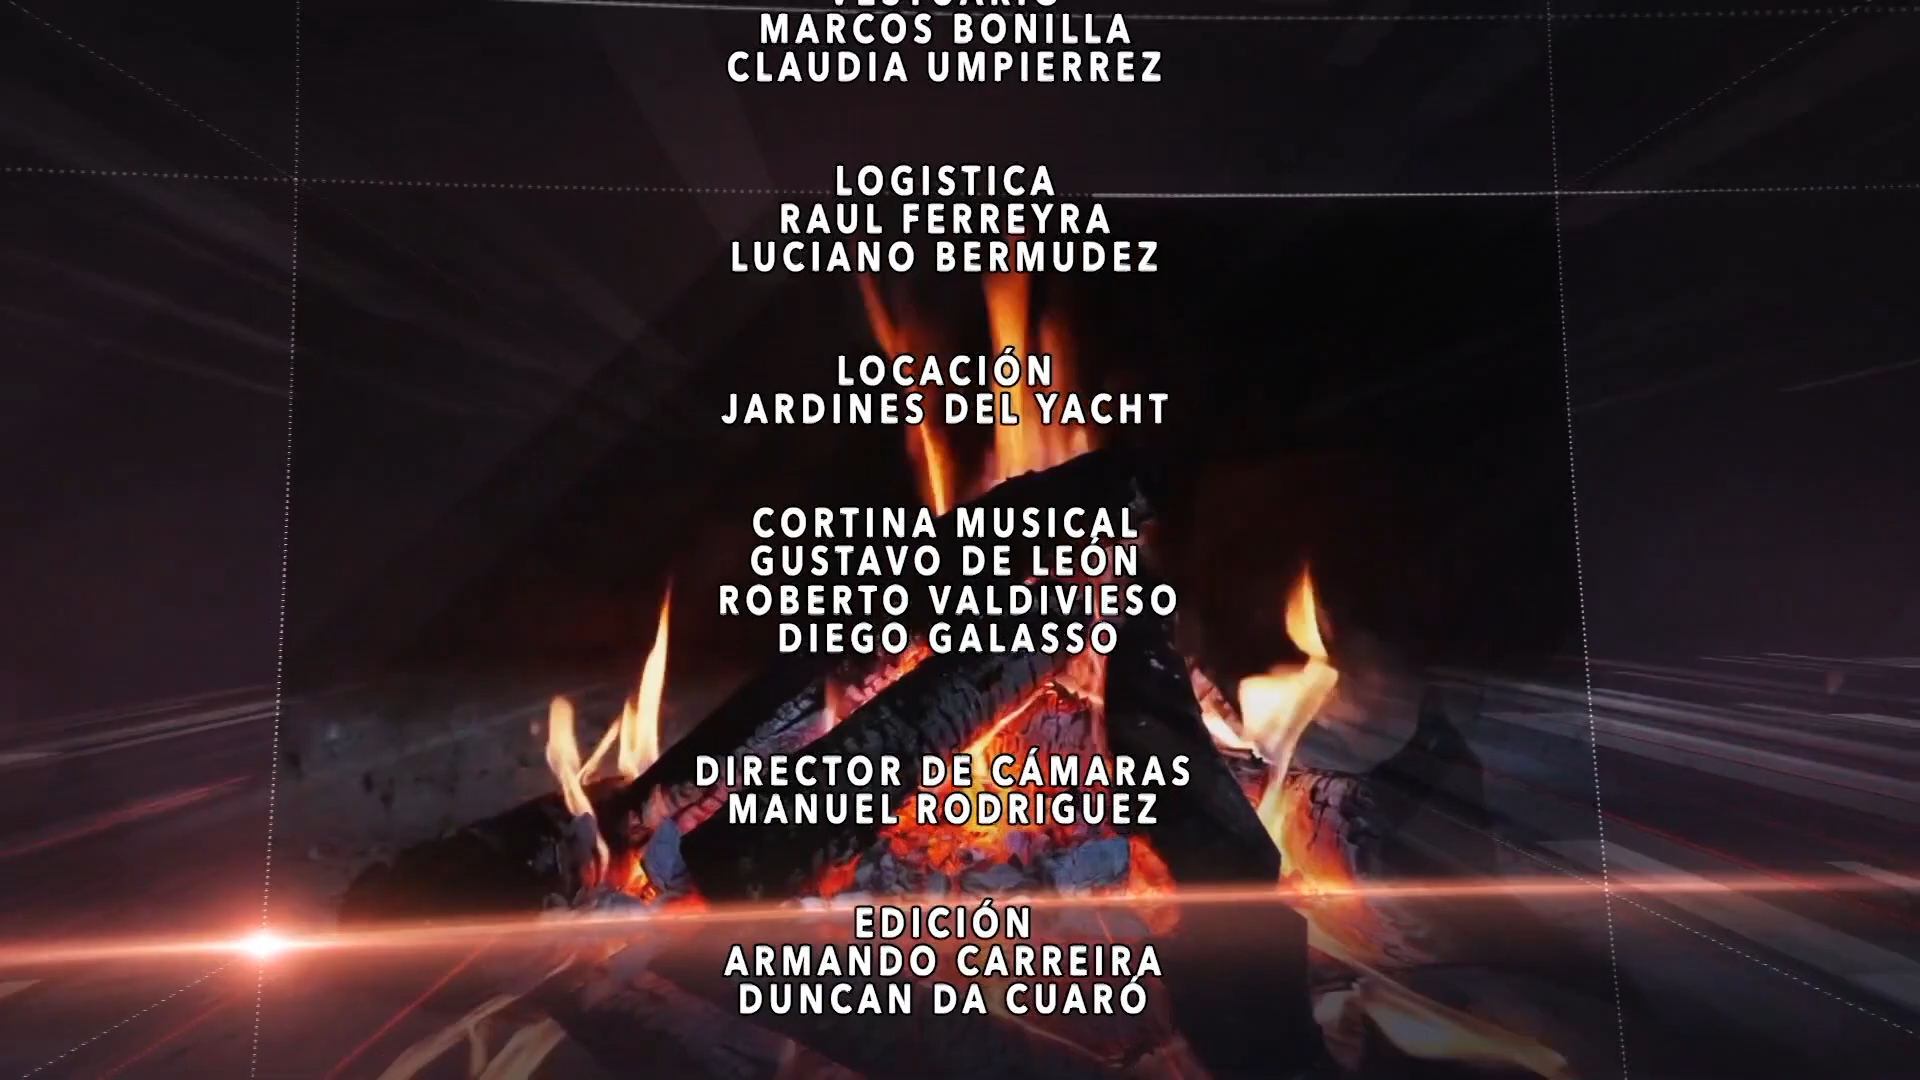 VESTUARIO
MARCOS BONILLA
CLAUDIA UMPIERREZ
LOGISTICA
RAUL FERREYRA
LUCIANO BERMUDEZ
LOCACIÓN
JARDINES DEL YACHT
CORTINA MUSICAL
GUSTAVO DE LEÓN
ROBERTO VALDIVIESO
DIEGO GALASSO
DIRECTOR DE CÁMARAS
MANUEL RODRIGUEZ
EDICIÓN
ARMANDO CARREIRA
DUNCAN DA CUARÓ